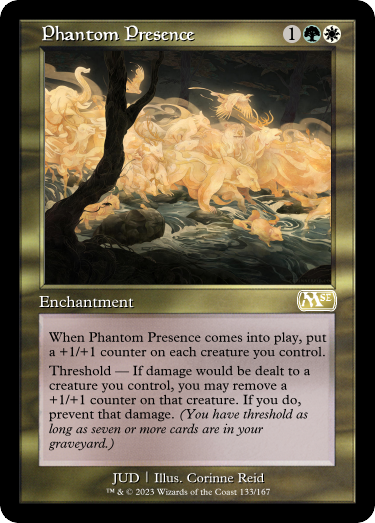 Phantom Presence 1
Enchantment
MSE
When Phantom Presence comes into play, put
a +1/+1 counter on each creature you control.
Threshold — If damage would be dealt to a
creature you control, you may remove a
+1/+1 counter on that creature. If you do,
prevent that damage. (You have threshold as
long as seven or more cards are in your
graveyard.)
JUD | Illus. Corinne Reid
™ & © 2023 Wizards of the Coast 133/167